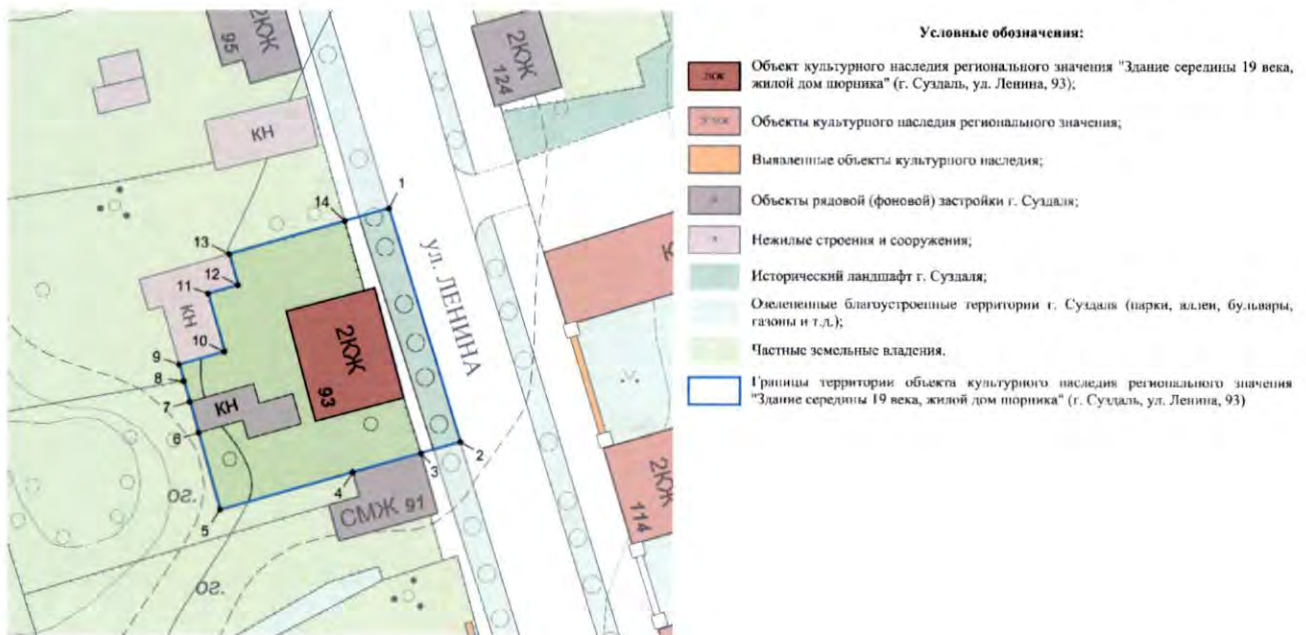 2КЖ
95
2КЖ
124
КН
14
1
13
ул. ЛЕНИНА
12
11
КН
10
2КЖ
93
9
8
7
КН
6
2
3
4
5
ОГ.
СМЖ 91
ОГ.
К
2КЖ
114
Условные обозначения:
2КЖ
Объект культурного наследия регионального значения "Здание середины 19 века,
жилой дом шорника" (г. Суздаль, ул. Ленина, 93);
Объекты культурного наследия регионального значения;
Выявленные объекты культурного наследия;
Объекты рядовой (фоновой) застройки г. Суздаля;
Нежилые строения и сооружения;
Исторический ландшафт г. Суздаля;
Озелененные благоустроенные территории г. Суздаля (парки, аллеи, бульвары,
газоны и т.д.);
Частные земельные владения.
Границы территории объекта культурного наследия регионального значения
"Здание середины 19 века, жилой дом шорника" (г. Суздаль, ул. Ленина, 93)